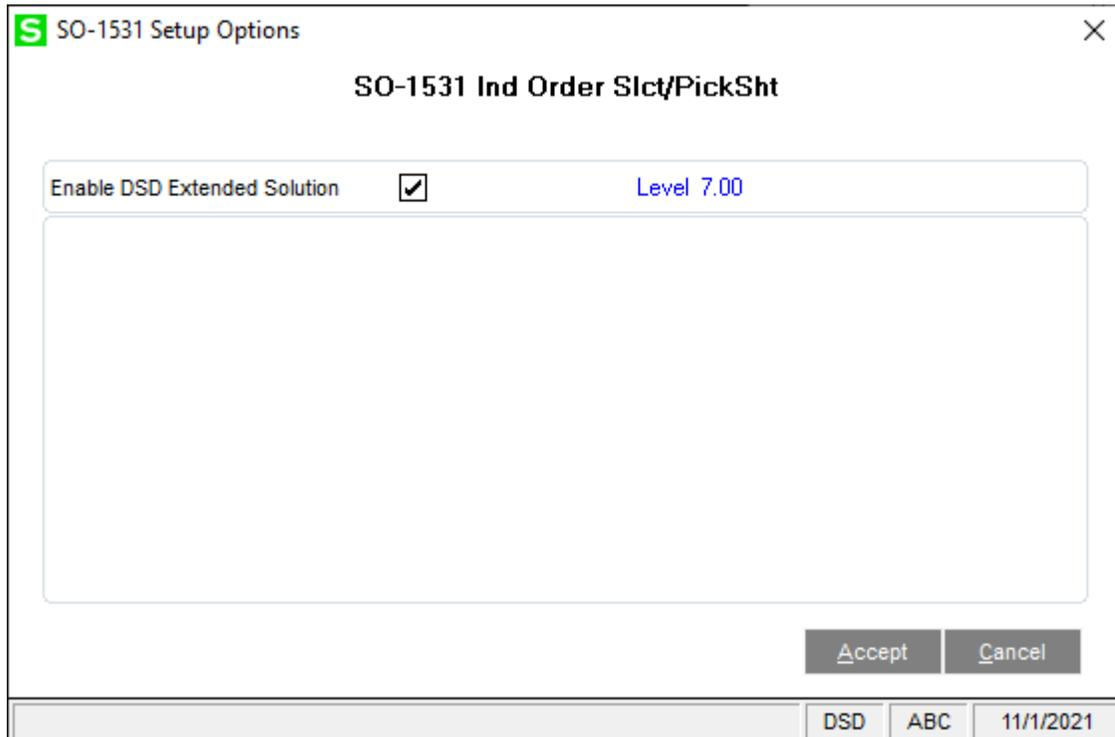 S SO-1531 Setup Options
SO-1531 Ind Order Slct/PickSht
Enable DSD Extended Solution Level 7.00
Accept Cancel
DSD ABC 11/1/2021